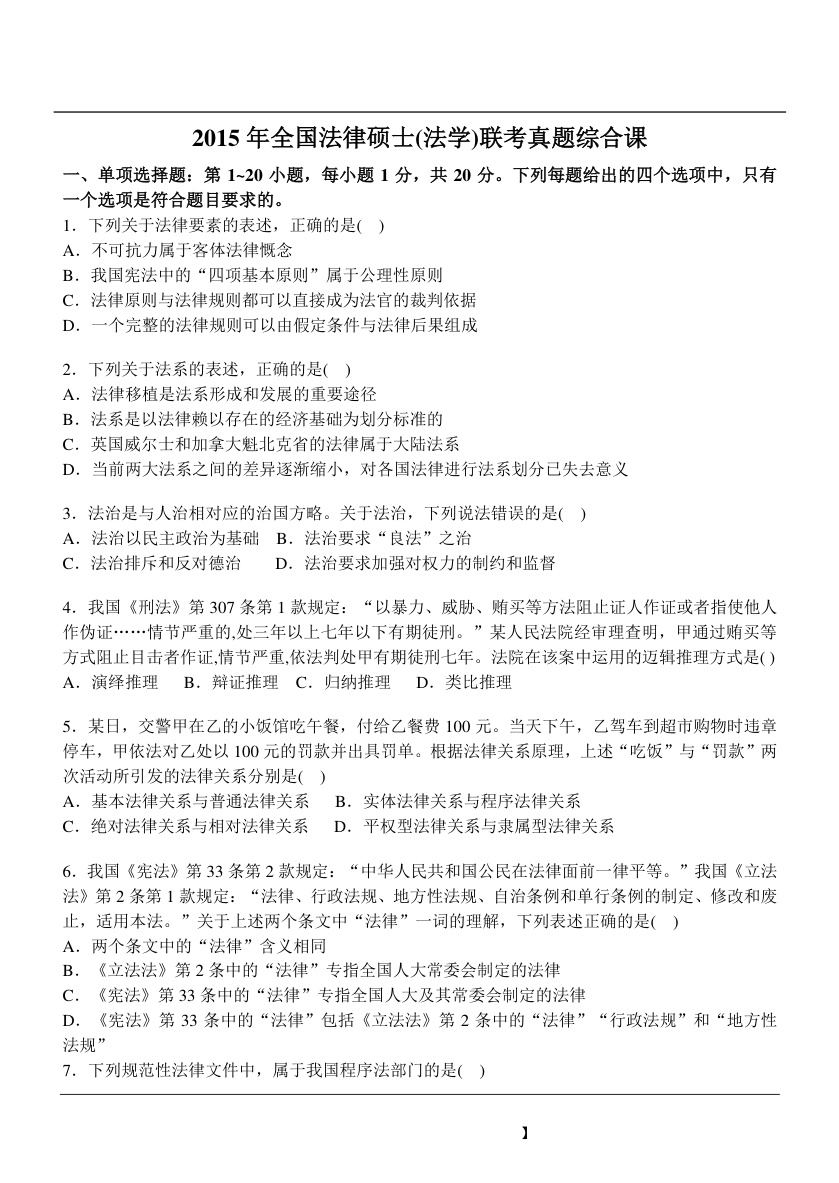 2015 年全国法律硕士(法学)联考真题综合课
一、单项选择题：第 1~20 小题，每小题 1 分，共 20 分。下列每题给出的四个选项中，只有
一个选项是符合题目要求的。
1．下列关于法律要素的表述，正确的是(　)
A．不可抗力属于客体法律慨念
B．我国宪法中的“四项基本原则”属于公理性原则
C．法律原则与法律规则都可以直接成为法官的裁判依据
D．一个完整的法律规则可以由假定条件与法律后果组成
2．下列关于法系的表述，正确的是(　)
A．法律移植是法系形成和发展的重要途径
B．法系是以法律赖以存在的经济基础为划分标准的
C．英国威尔士和加拿大魁北克省的法律属于大陆法系
D．当前两大法系之间的差异逐渐缩小，对各国法律进行法系划分已失去意义
3．法治是与人治相对应的治国方略。关于法治，下列说法错误的是(　)
A．法治以民主政治为基础　B．法治要求“良法”之治
C．法治排斥和反对德治　　D．法治要求加强对权力的制约和监督
4．我国《刑法》第 307 条第 1 款规定：“以暴力、威胁、贿买等方法阻止证人作证或者指使他人
作伪证……情节严重的,处三年以上七年以下有期徒刑。”某人民法院经审理查明，甲通过贿买等
方式阻止目击者作证,情节严重,依法判处甲有期徒刑七年。法院在该案中运用的迈辑推理方式是( )
A．演绎推理　 B．辩证推理　C．归纳推理　 D．类比推理
5．某日，交警甲在乙的小饭馆吃午餐，付给乙餐费 100 元。当天下午，乙驾车到超市购物时违章
停车，甲依法对乙处以 100 元的罚款并出具罚单。根据法律关系原理，上述“吃饭”与“罚款”两
次活动所引发的法律关系分别是(　)
A．基本法律关系与普通法律关系　 B．实体法律关系与程序法律关系
C．绝对法律关系与相对法律关系　 D．平权型法律关系与隶属型法律关系
6．我国《宪法》第 33 条第 2 款规定：“中华人民共和国公民在法律面前一律平等。”我国《立法
法》第 2 条第 1 款规定：“法律、行政法规、地方性法规、自治条例和单行条例的制定、修改和废
止，适用本法。”关于上述两个条文中“法律”一词的理解，下列表述正确的是(　)
A．两个条文中的“法律”含义相同
B．《立法法》第 2 条中的“法律”专指全国人大常委会制定的法律
C．《宪法》第 33 条中的“法律”专指全国人大及其常委会制定的法律
D．《宪法》第 33 条中的“法律”包括《立法法》第 2 条中的“法律”“行政法规”和“地方性
法规”
7．下列规范性法律文件中，属于我国程序法部门的是(　)
】